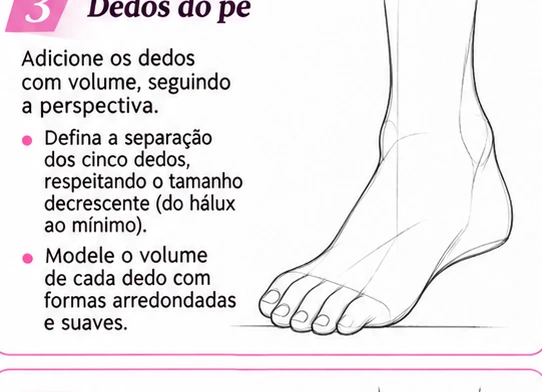 3 Dedos do pé
Adicione os dedos
com volume, seguindo
a perspectiva.
Defina a separação
dos cinco dedos,
respeitando o tamanho
decrescente (do hálux
ao mínimo).
Modele o volume
de cada dedo com
formas arredondadas
e suaves.